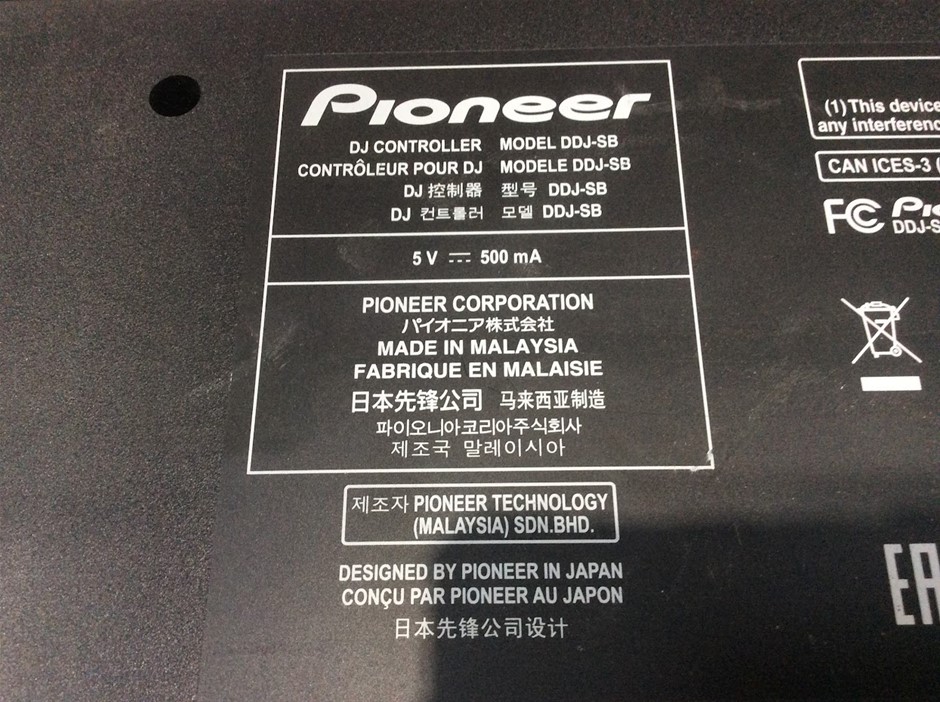 Pioneer
DJ CONTROLLER MODEL DDJ-SB
CONTRÔLEUR POUR DJ MODELE DDJ-SB
DJ 控制器 型号 DDJ-SB
DJ 컨트롤러 모델 DDJ-SB
5 V 500 mA
PIONEER CORPORATION
パイオニア株式会社
MADE IN MALAYSIA
FABRIQUE EN MALAISIE
日本先锋公司 马来西亚制造
파이오니아코리아주식회사
제조국 말레이시아
제조자 PIONEER TECHNOLOGY
(MALAYSIA) SDN.BHD.
DESIGNED BY PIONEER IN JAPAN
CONÇU PAR PIONEER AU JAPON
日本先锋公司设计
(1) This device
any
CAN ICES-3 (
FC